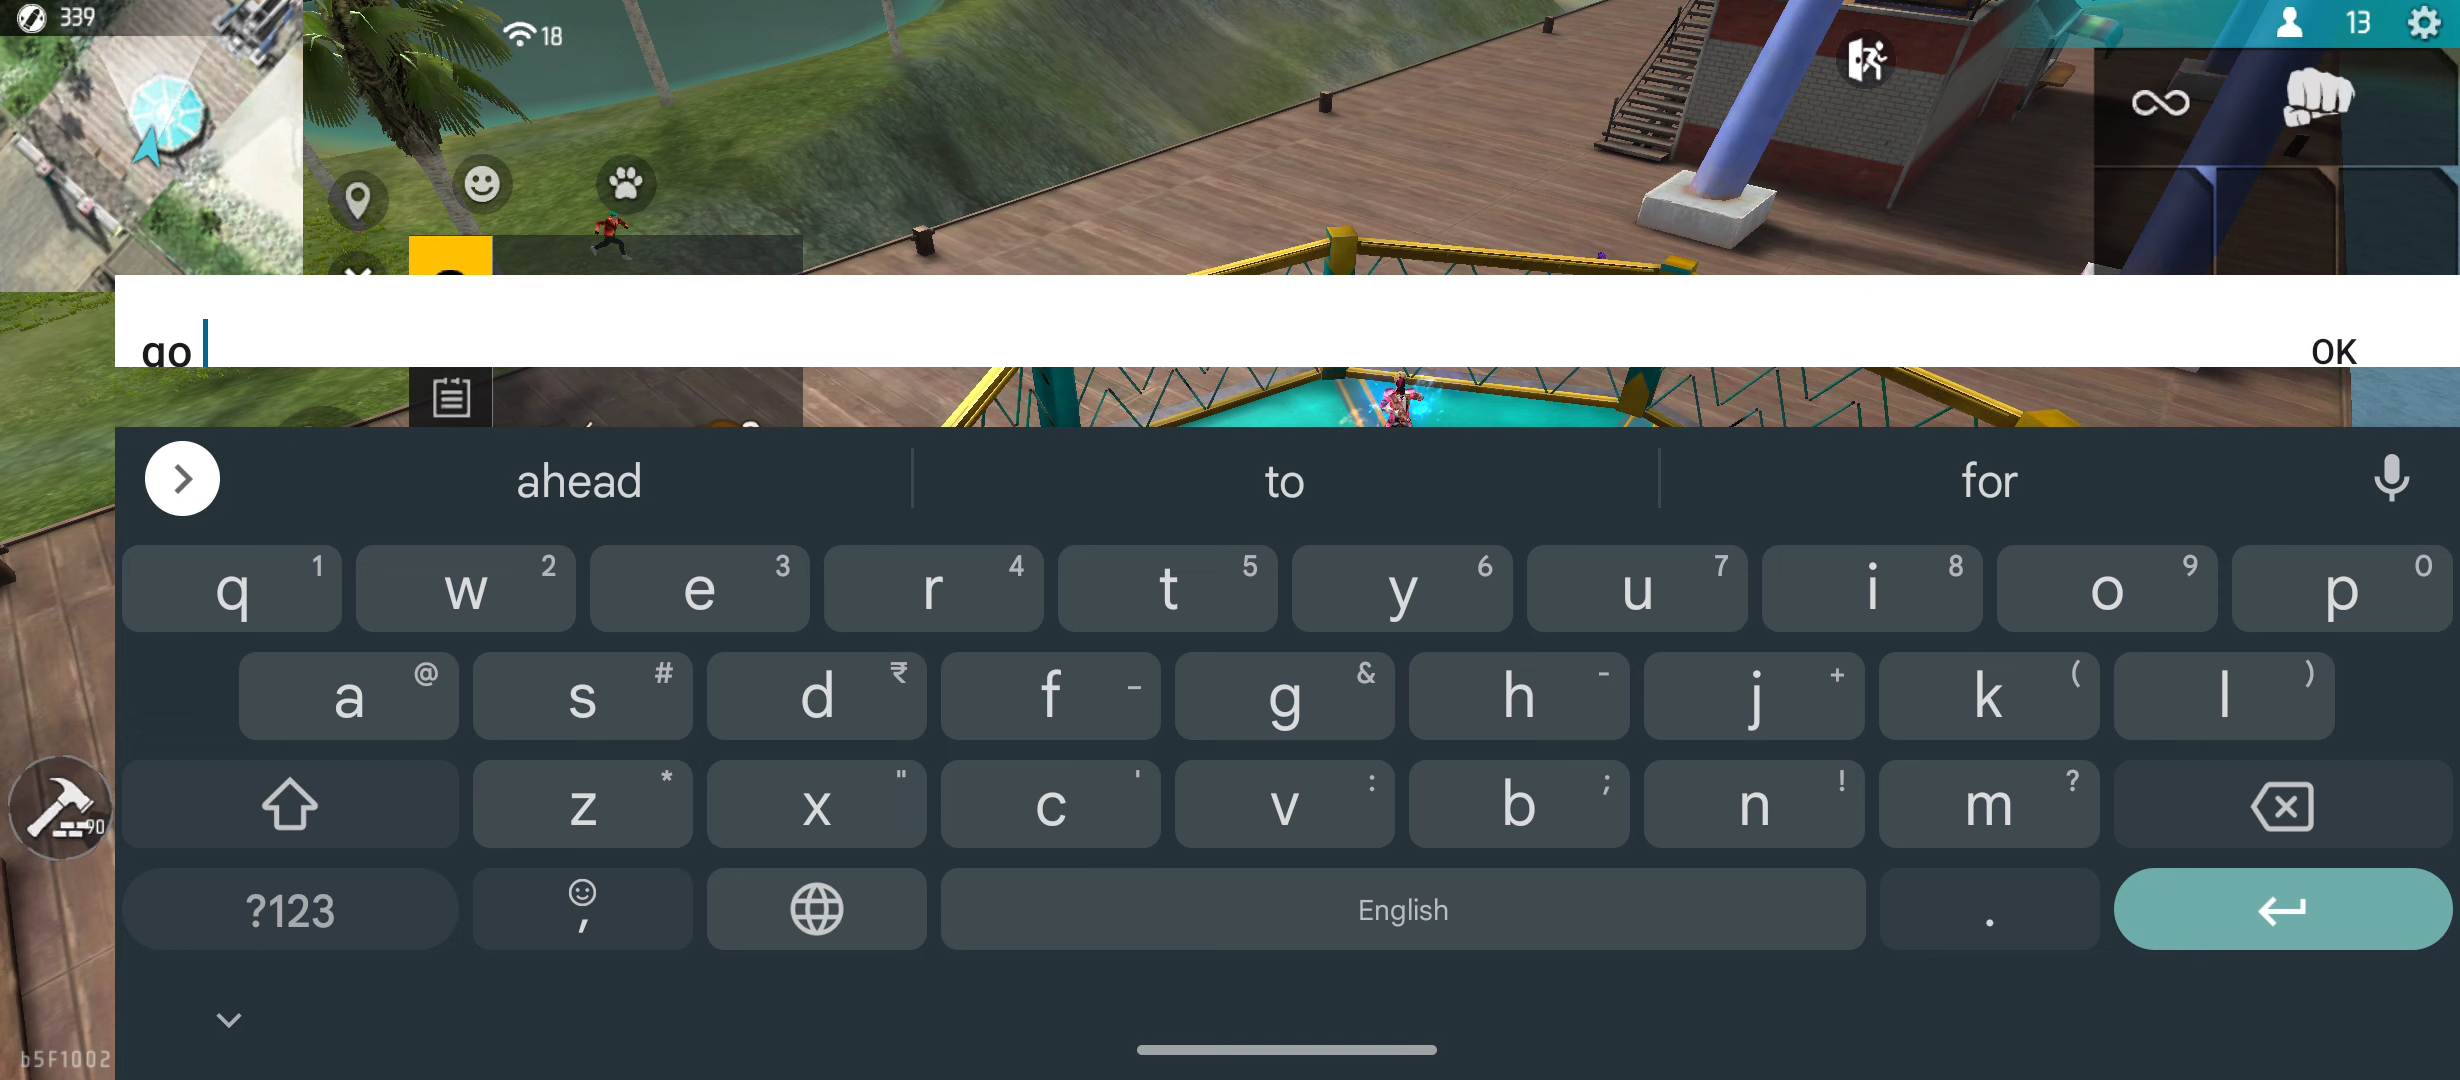 339
18
13
go
OK
ahead to for
q 1 w 2 e 3 r 4 t 5 y 6 u 7 i 8 o 9 p 0
a @ s # d ₹ f _ g & h - j + k ( l )
z * x " c ' v : b ; n ! m ?
90
?123 , English .
b5F1002